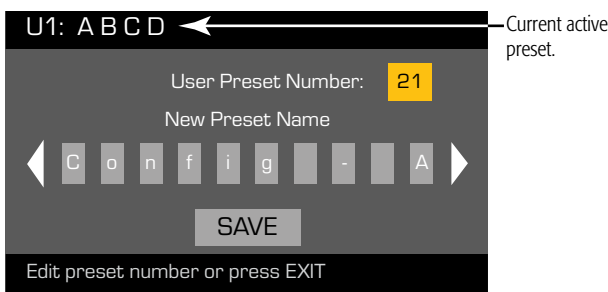 U1: A B C D
Current active
preset.
User Preset Number: 21
New Preset Name
C o n f i g - A
SAVE
Edit preset number or press EXIT